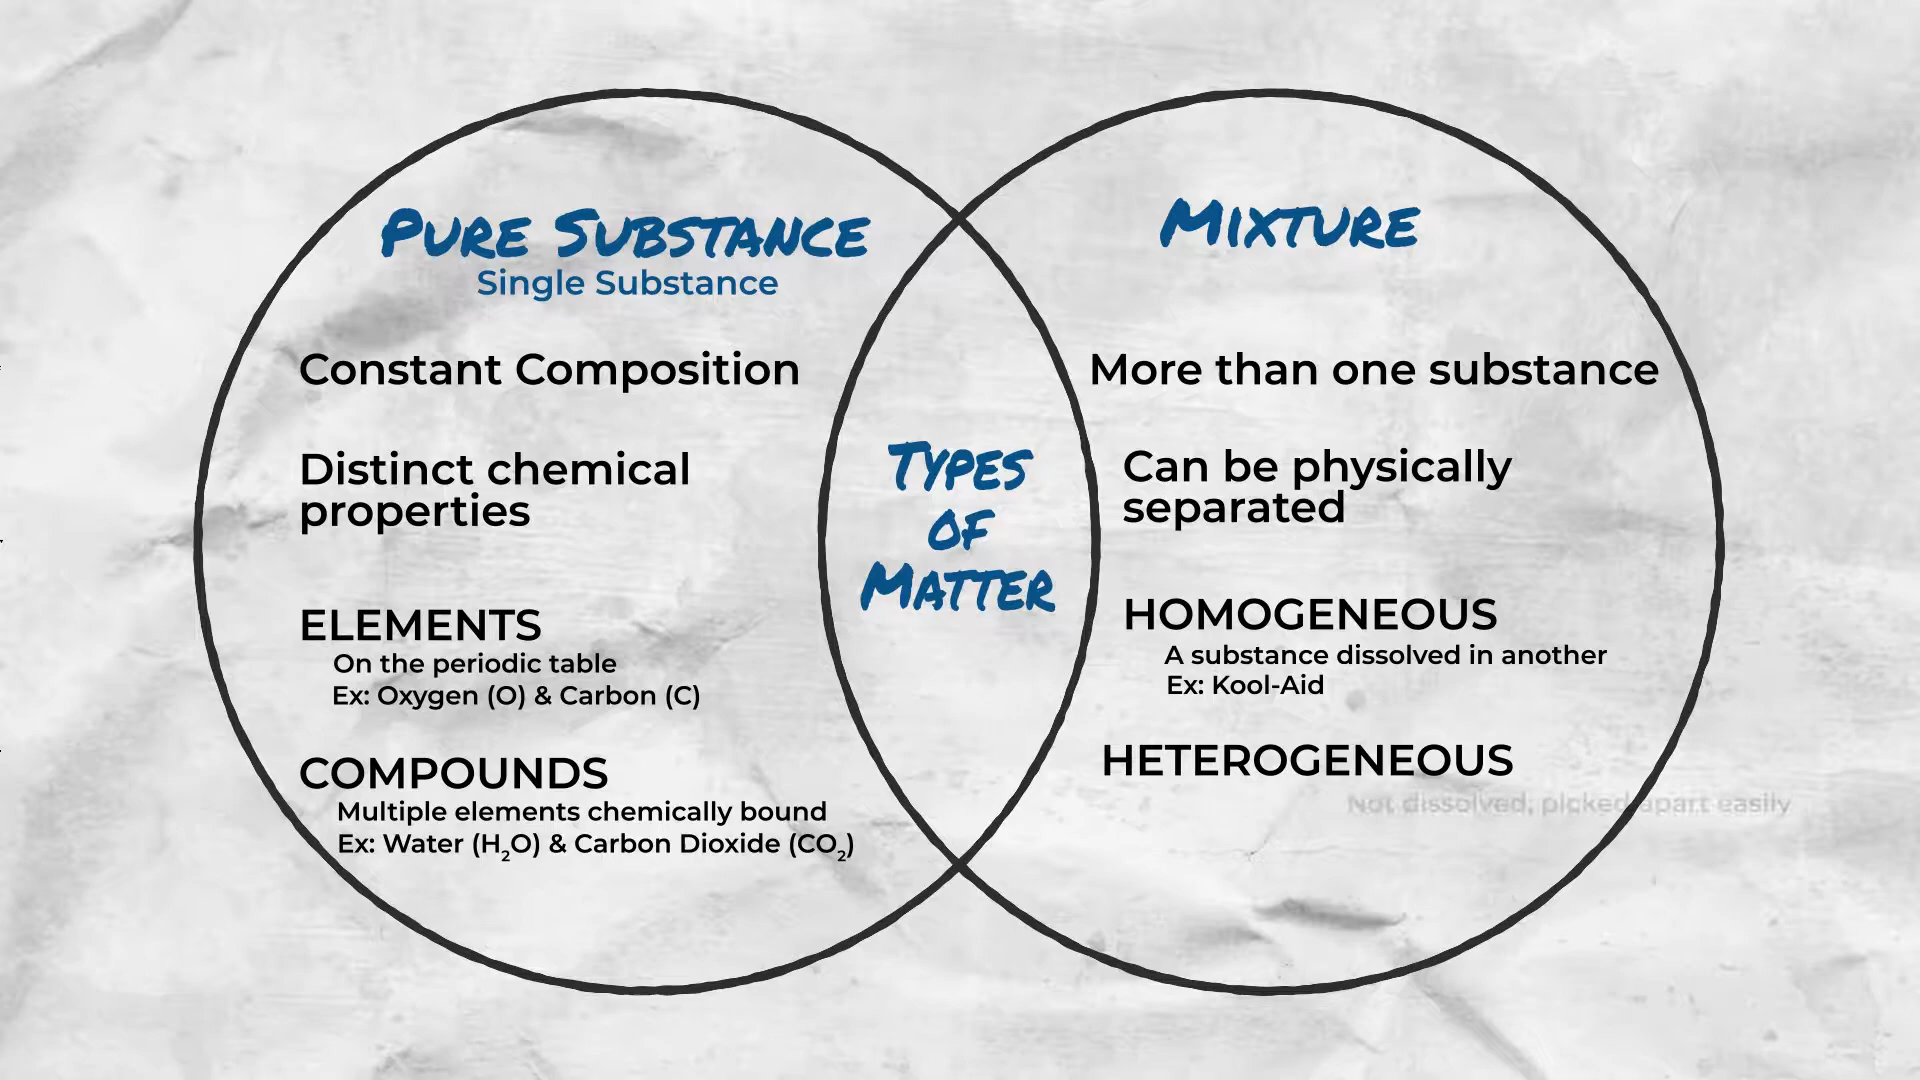 Pure Substance
Single Substance
Constant Composition
Distinct chemical
properties
ELEMENTS
On the periodic table
Ex: Oxygen (O) & Carbon (C)
COMPOUNDS
Multiple elements chemically bound
Ex: Water (H₂O) & Carbon Dioxide (CO₂)
Types
of
Matter
Mixture
More than one substance
Can be physically
separated
HOMOGENEOUS
A substance dissolved in another
Ex: Kool-Aid
HETEROGENEOUS
Not dissolved, picked apart easily